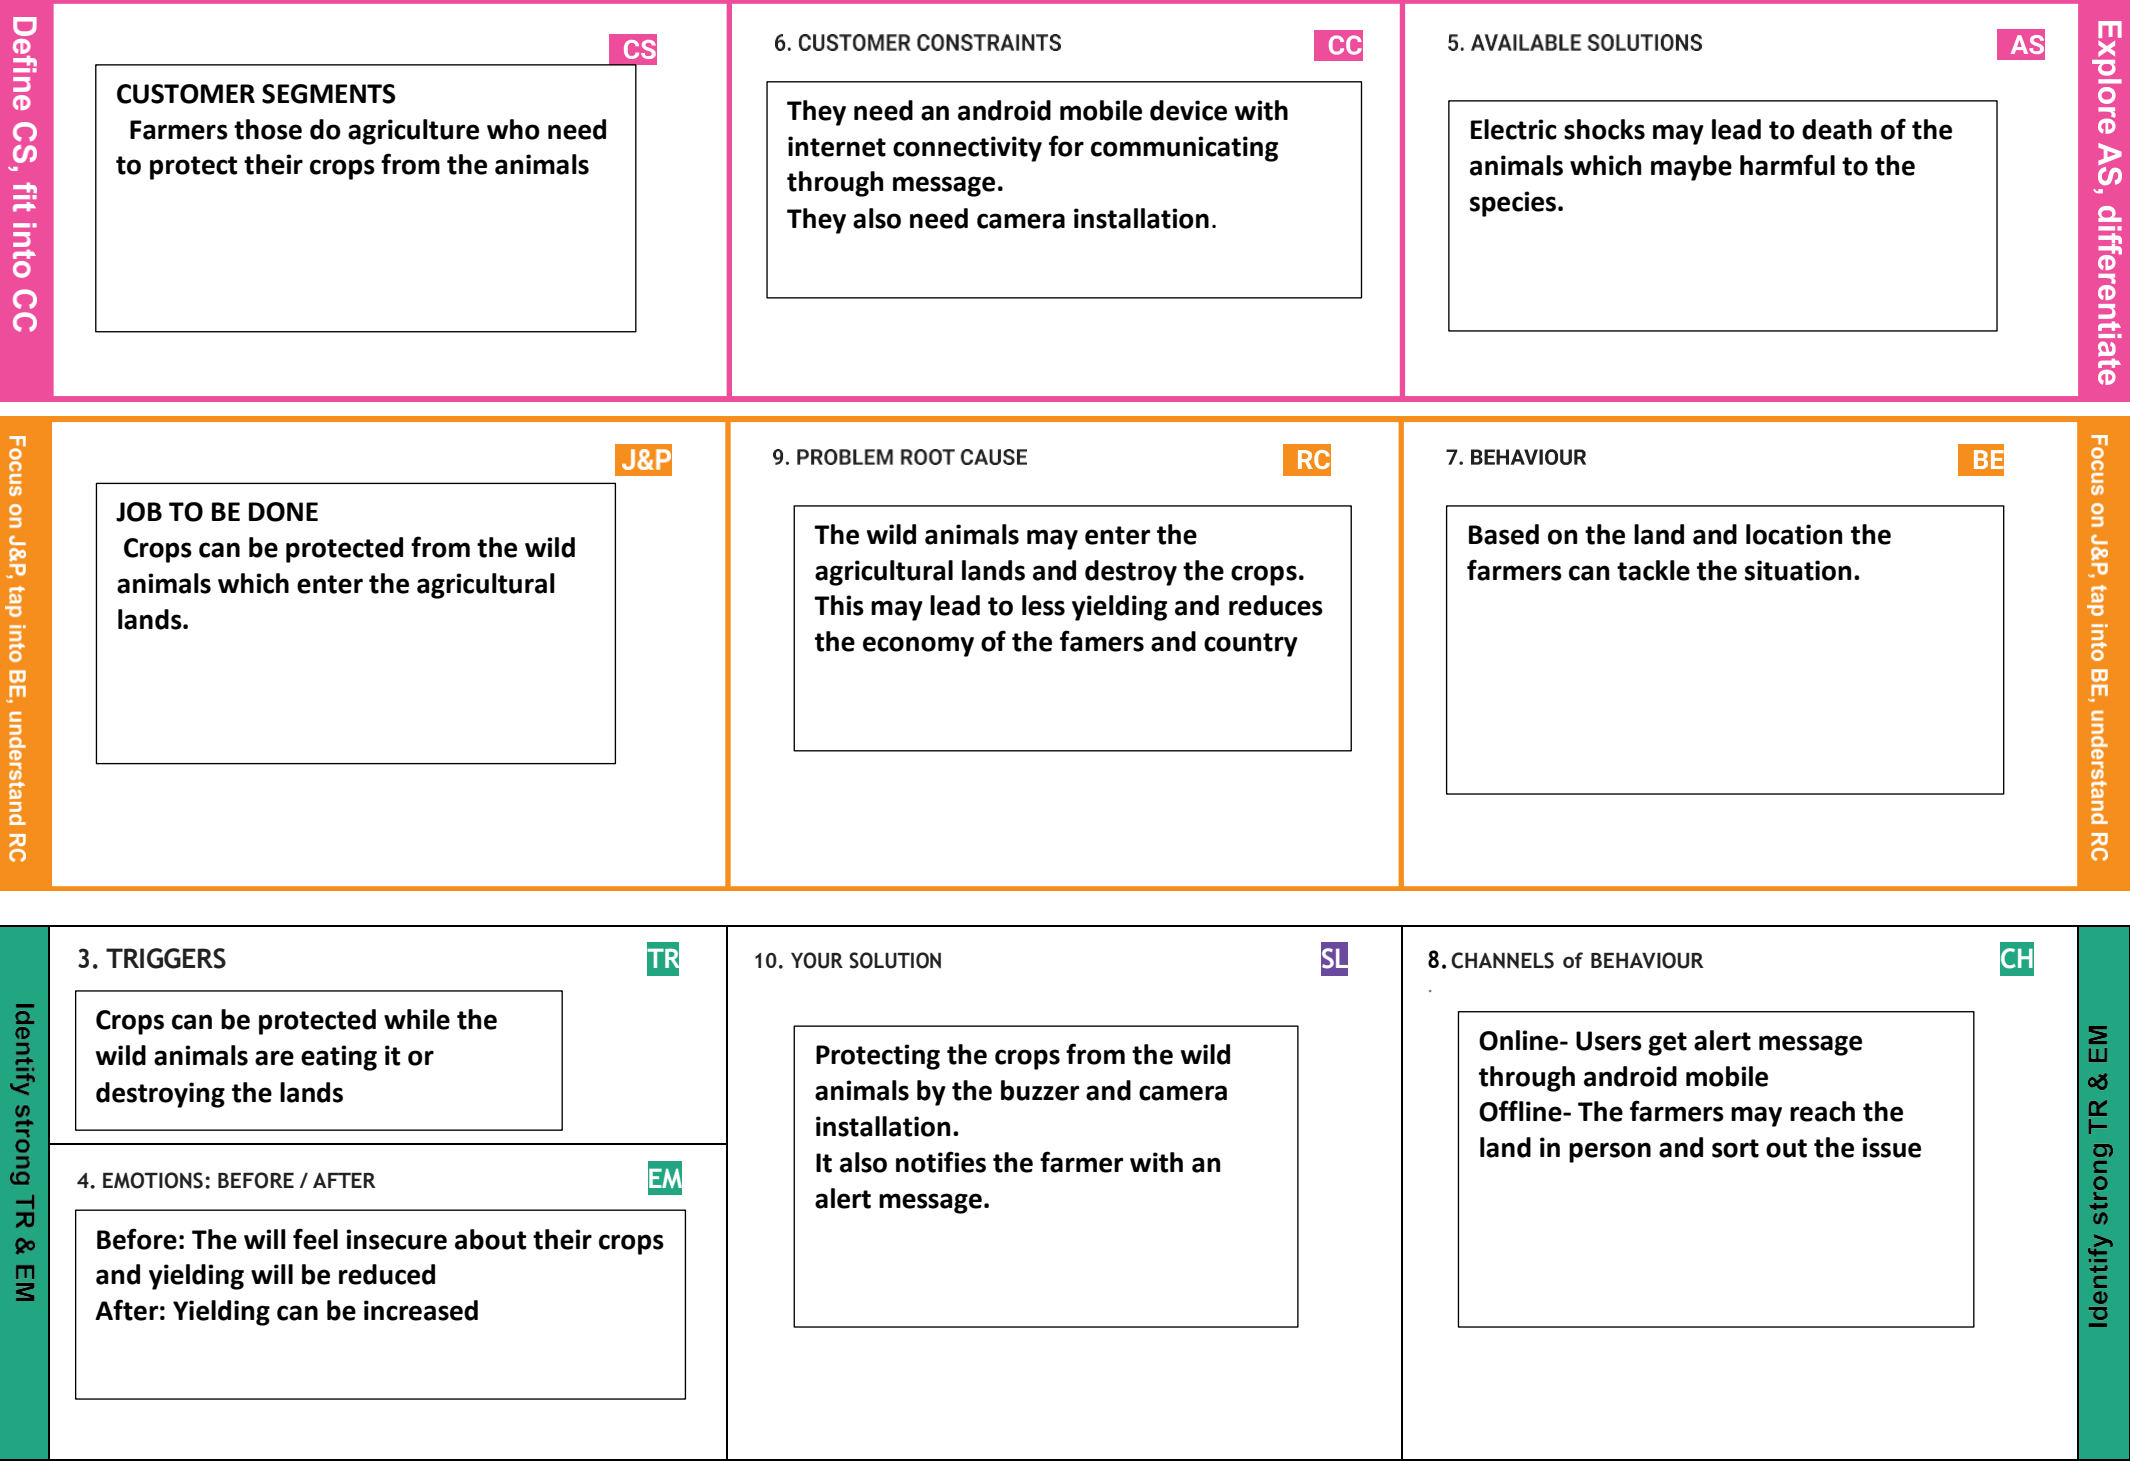 Define CS, fit into CC
CS
CUSTOMER SEGMENTS
Farmers those do agriculture who need
to protect their crops from the animals
6. CUSTOMER CONSTRAINTS
CC
They need an android mobile device with
internet connectivity for communicating
through message.
They also need camera installation.
5. AVAILABLE SOLUTIONS
AS
Electric shocks may lead to death of the
animals which maybe harmful to the
species.
Explore AS, differentiate
Focus on J&P, tap into BE, understand RC
J&P
JOB TO BE DONE
Crops can be protected from the wild
animals which enter the agricultural
lands.
9. PROBLEM ROOT CAUSE
RC
The wild animals may enter the
agricultural lands and destroy the crops.
This may lead to less yielding and reduces
the economy of the famers and country
7. BEHAVIOUR
BE
Based on the land and location the
farmers can tackle the situation.
Focus on J&P, tap into BE, understand RC
Identify strong TR & EM
3. TRIGGERS
TR
Crops can be protected while the
wild animals are eating it or
destroying the lands
4. EMOTIONS: BEFORE / AFTER
EM
Before: The will feel insecure about their crops
and yielding will be reduced
After: Yielding can be increased
10. YOUR SOLUTION
SL
Protecting the crops from the wild
animals by the buzzer and camera
installation.
It also notifies the farmer with an
alert message.
8. CHANNELS of BEHAVIOUR
CH
Online- Users get alert message
through android mobile
Offline- The farmers may reach the
land in person and sort out the issue
Identify strong TR & EM